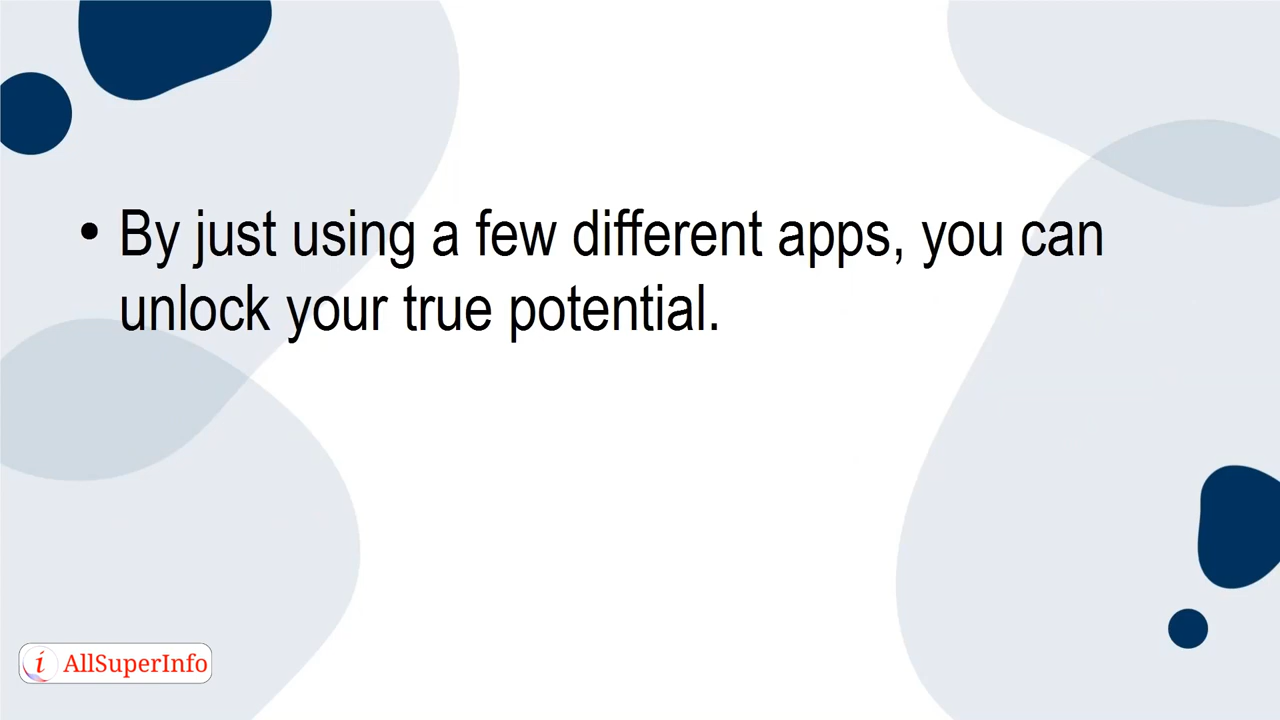 • By just using a few different apps, you can
unlock your true potential.
i AllSuperInfo